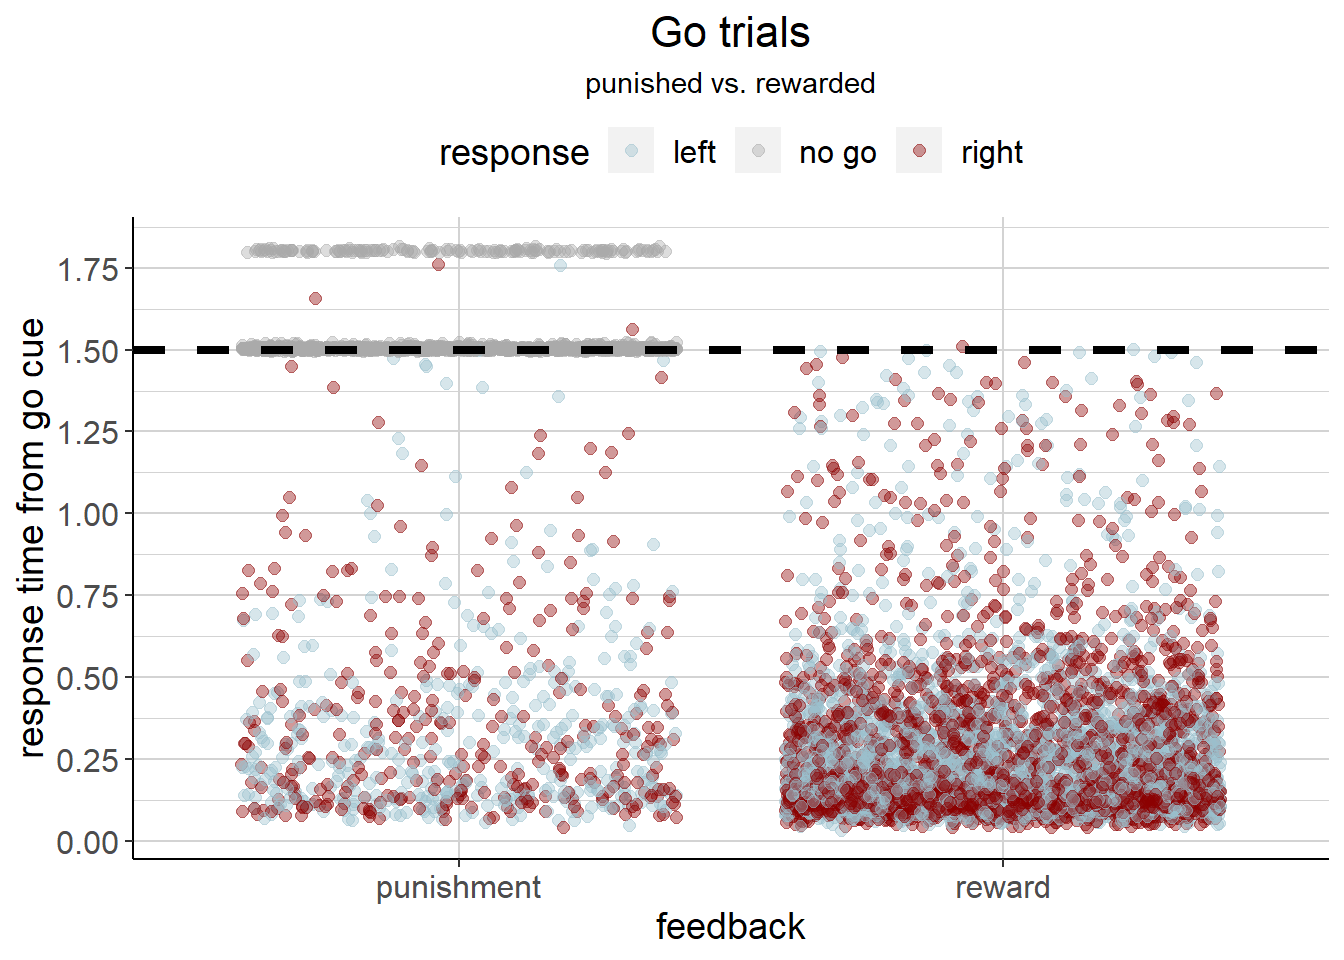 Go trials
punished vs. rewarded
response left no go right
response time from go cue
1.75
1.50
1.25
1.00
0.75
0.50
0.25
0.00
punishment reward
feedback